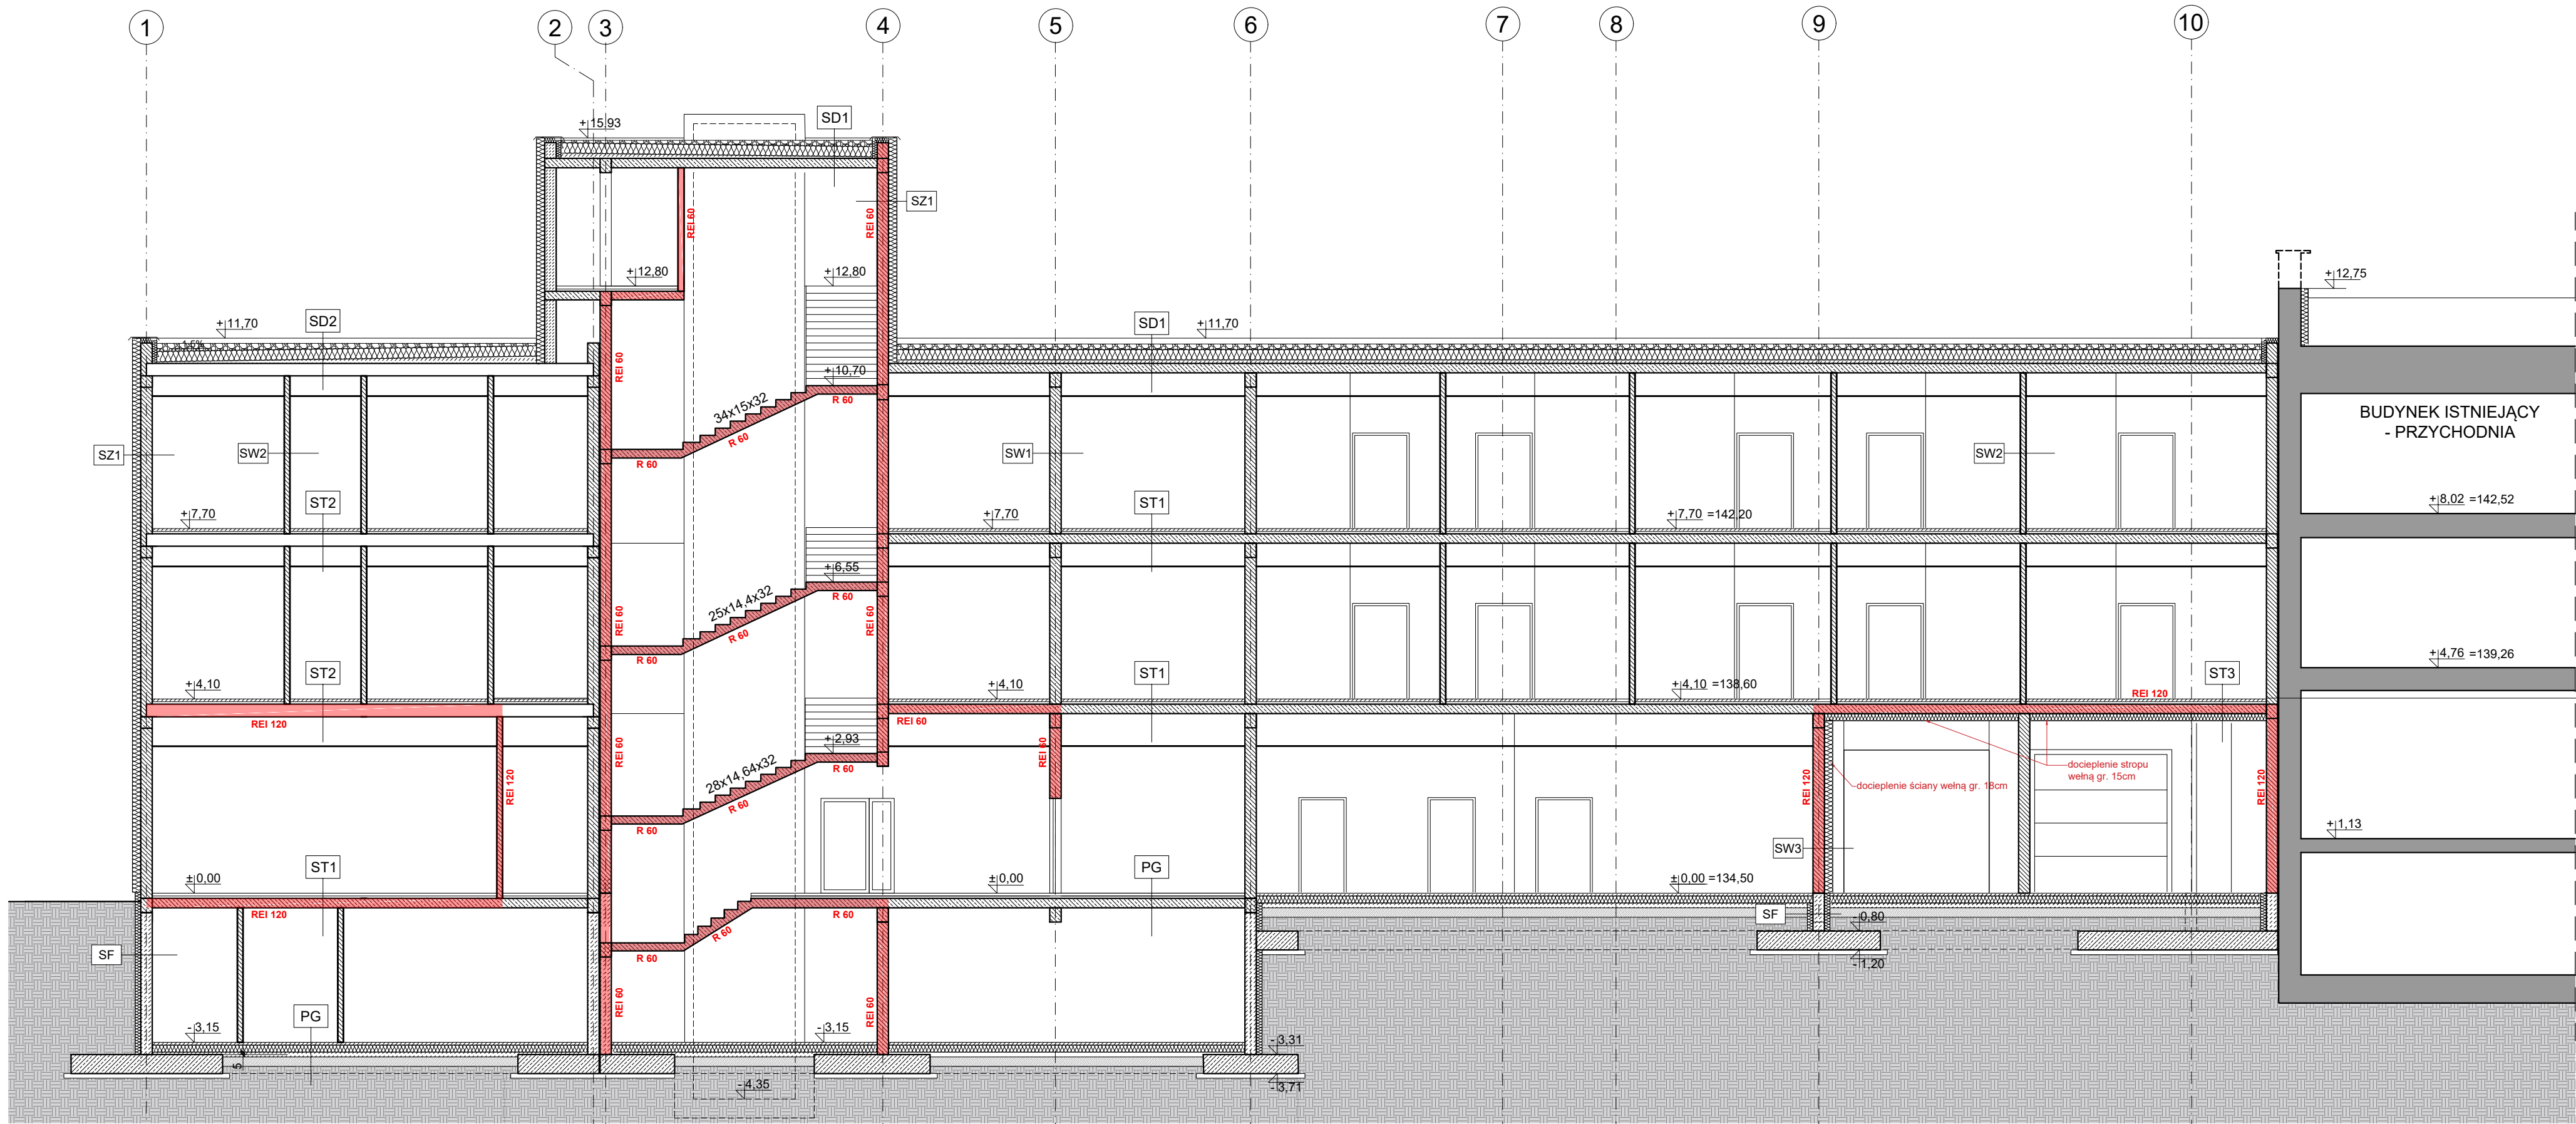 1
2
3
4
5
6
7
8
9
10
+15,93
SD1
SZ1
REI 60
REI 60
+12,80
+12,80
+12,75
+11,70
SD2
SD1
+11,70
1,5%
REI 60
+10,70
R 60
34x15x32
R 60
R 60
BUDYNEK ISTNIEJĄCY
- PRZYCHODNIA
SZ1
SW2
SW1
SW2
ST2
ST1
+8,02 =142,52
+7,70
+7,70
+7,70 =142,20
+6,55
R 60
25x14,4x32
R 60
R 60
REI 60
REI 60
ST2
ST1
ST3
+4,76 =139,26
+4,10
+4,10
+4,10 =138,60
REI 120
REI 120
REI 60
+2,93
R 60
28x14,64x32
R 60
R 60
REI 120
REI 60
REI 60
REI 120
REI 120
docieplenie stropu
wełną gr. 15cm
docieplenie ściany wełną gr. 18cm
+1,13
SW3
ST1
PG
±0,00
±0,00
±0,00 =134,50
REI 120
R 60
R 60
R 60
SF
-0,80
-1,20
SF
REI 60
REI 60
PG
-3,15
-3,15
-3,31
-3,71
5
-4,35